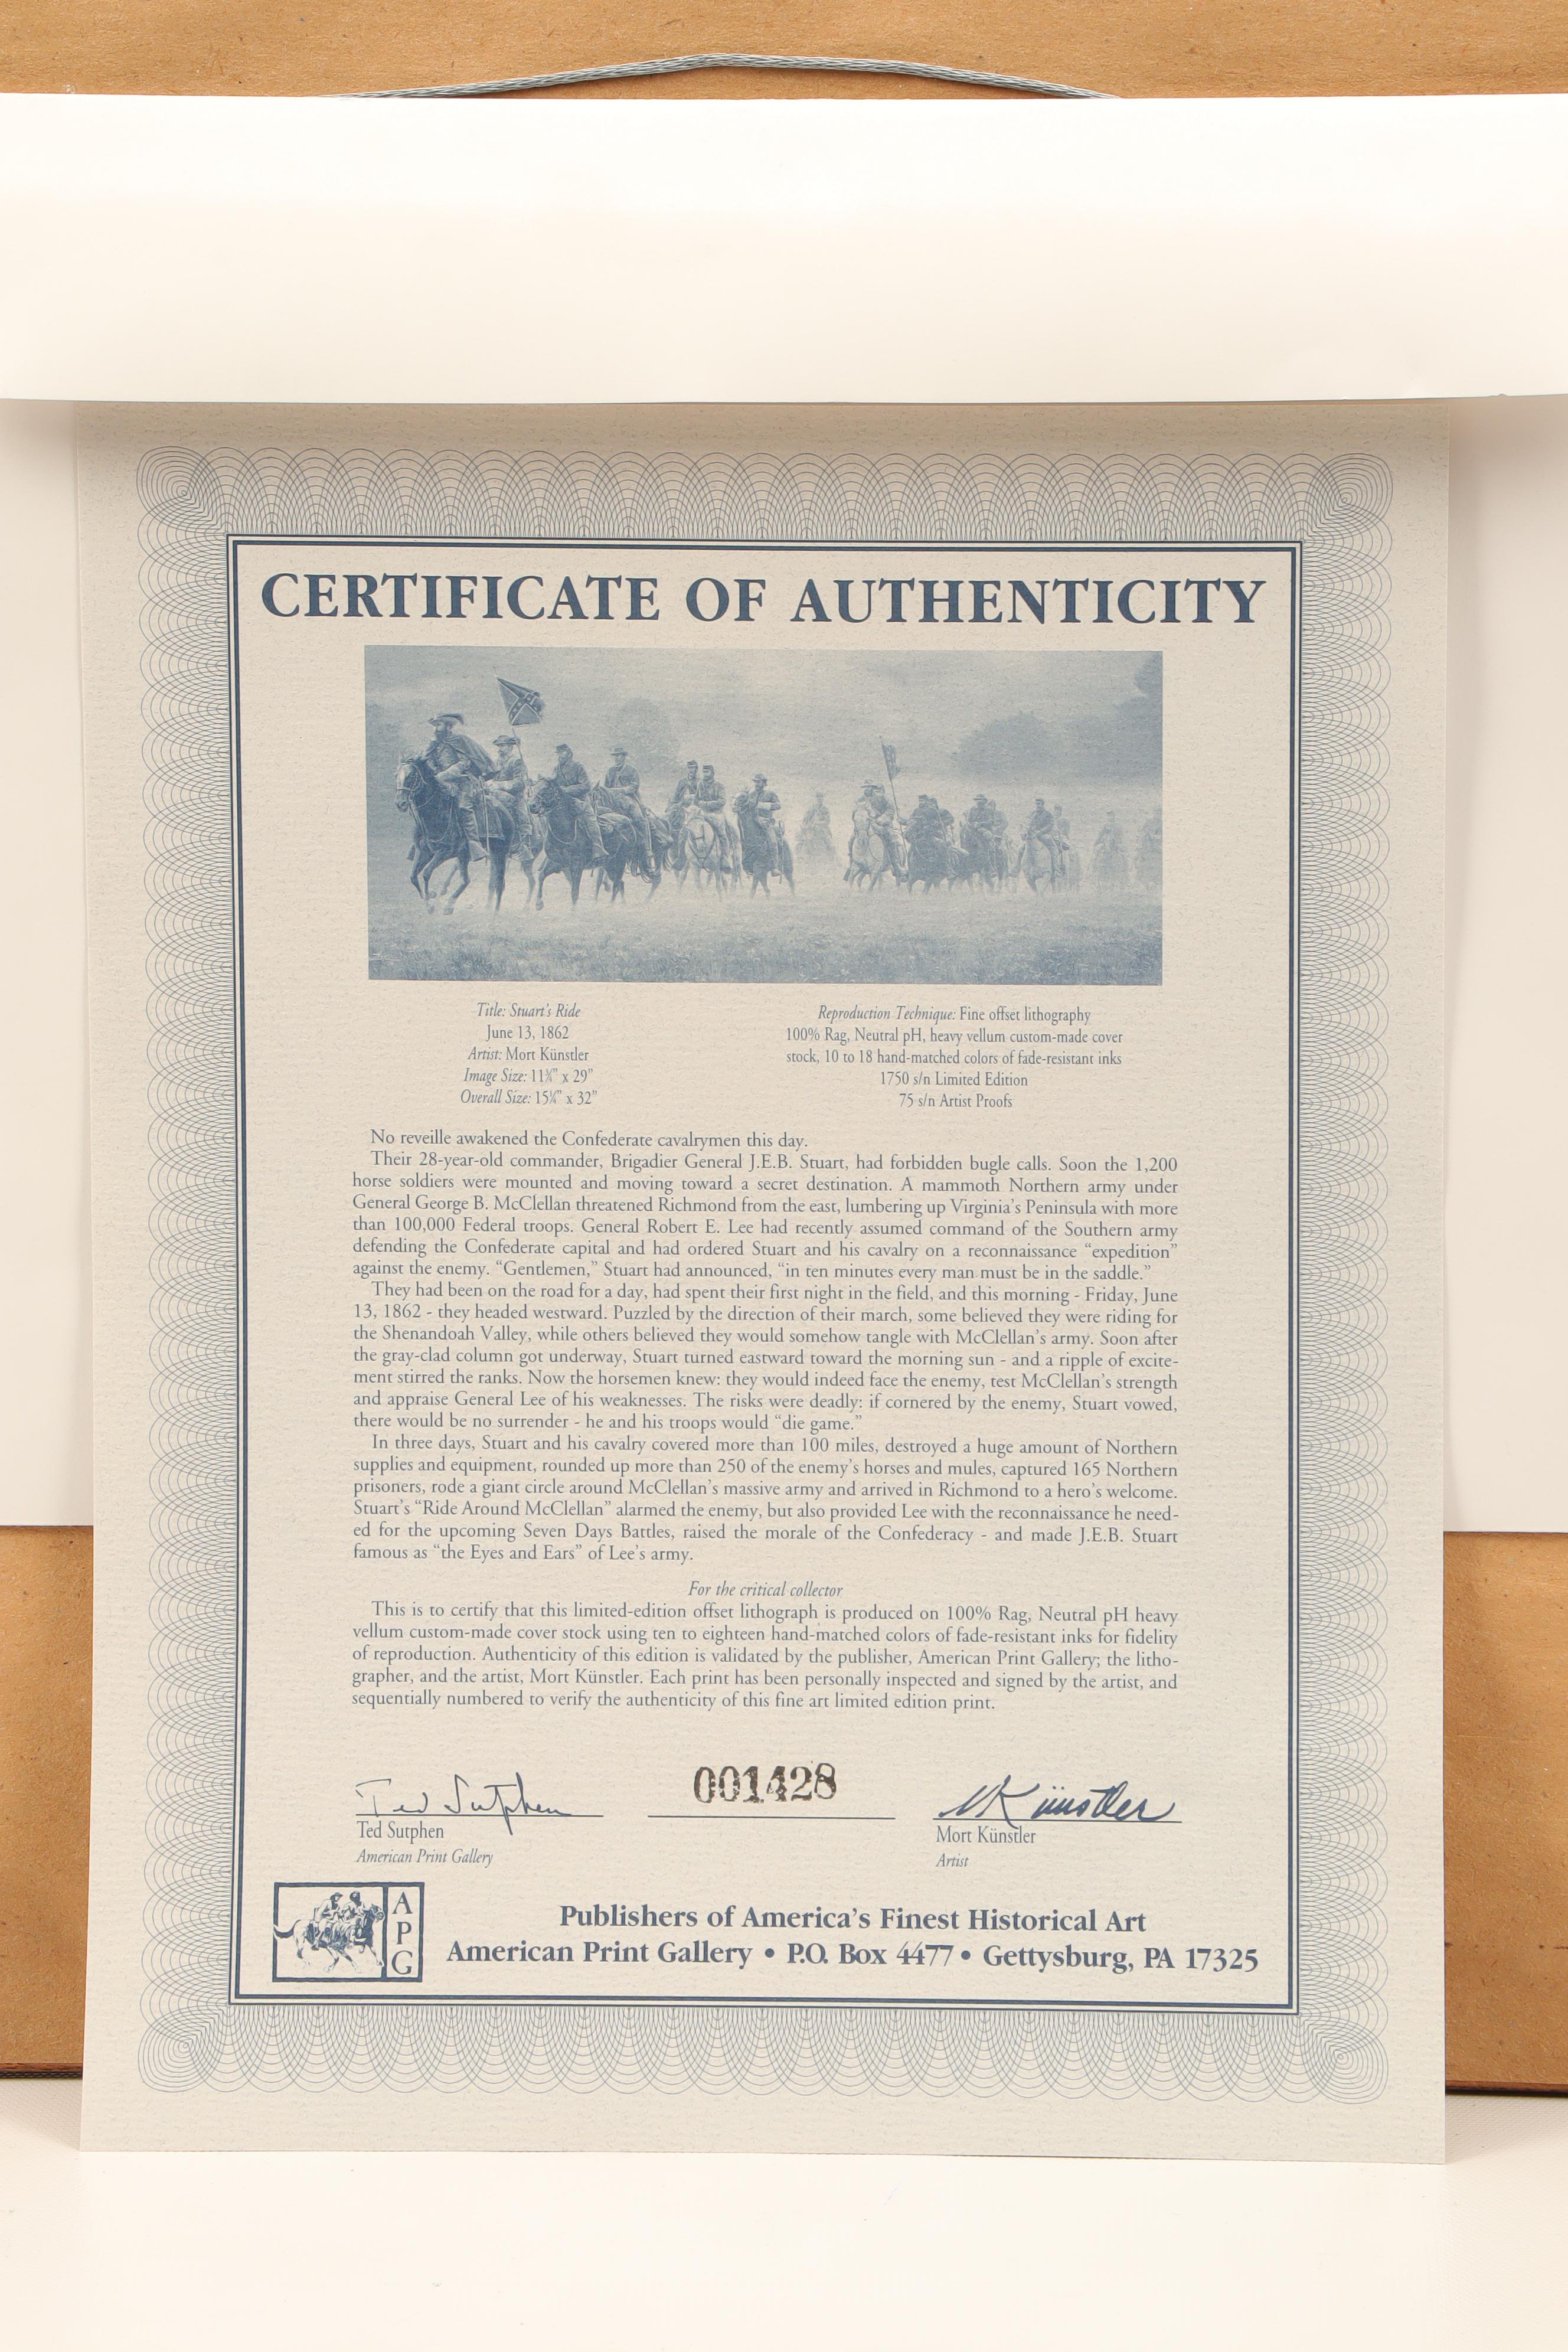 CERTIFICATE OF AUTHENTICITY
Title: Stuart's Ride
June 13, 1862
Artist: Mort Künstler
Image Size: 11¾" x 29"
Overall Size: 15¼" x 32"
Reproduction Technique: Fine offset lithography
100% Rag, Neutral pH, heavy vellum custom-made cover
stock, 10 to 18 hand-matched colors of fade-resistant inks
1750 s/n Limited Edition
75 s/n Artist Proofs
No reveille awakened the Confederate cavalrymen this day.
Their 28-year-old commander, Brigadier General J.E.B. Stuart, had forbidden bugle calls. Soon the 1,200
horse soldiers were mounted and moving toward a secret destination. A mammoth Northern army under
General George B. McClellan threatened Richmond from the east, lumbering up Virginia's Peninsula with more
than 100,000 Federal troops. General Robert E. Lee had recently assumed command of the Southern army
defending the Confederate capital and had ordered Stuart and his cavalry on a reconnaissance “expedition”
against the enemy. “Gentlemen,” Stuart had announced, “in ten minutes every man must be in the saddle.”
They had been on the road for a day, had spent their first night in the field, and this morning - Friday, June
13, 1862 - they headed westward. Puzzled by the direction of their march, some believed they were riding for
the Shenandoah Valley, while others believed they would somehow tangle with McClellan's army. Soon after
the gray-clad column got underway, Stuart turned eastward toward the morning sun - and a ripple of excite-
ment stirred the ranks. Now the horsemen knew: they would indeed face the enemy, test McClellan's strength
and appraise General Lee of his weaknesses. The risks were deadly: if cornered by the enemy, Stuart vowed,
there would be no surrender - he and his troops would “die game.”
In three days, Stuart and his cavalry covered more than 100 miles, destroyed a huge amount of Northern
supplies and equipment, rounded up more than 250 of the enemy's horses and mules, captured 165 Northern
prisoners, rode a giant circle around McClellan's massive army and arrived in Richmond to a hero's welcome.
Stuart's “Ride Around McClellan” alarmed the enemy, but also provided Lee with the reconnaissance he need-
ed for the upcoming Seven Days Battles, raised the morale of the Confederacy - and made J.E.B. Stuart
famous as “the Eyes and Ears” of Lee's army.
For the critical collector
This is to certify that this limited-edition offset lithograph is produced on 100% Rag, Neutral pH heavy
vellum custom-made cover stock using ten to eighteen hand-matched colors of fade-resistant inks for fidelity
of reproduction. Authenticity of this edition is validated by the publisher, American Print Gallery; the litho-
grapher, and the artist, Mort Künstler. Each print has been personally inspected and signed by the artist, and
sequentially numbered to verify the authenticity of this fine art limited edition print.
Ted Sutphen
001428
MKünstler
Ted Sutphen
American Print Gallery
Mort Künstler
Artist
APG
Publishers of America's Finest Historical Art
American Print Gallery • P.O. Box 4477 • Gettysburg, PA 17325